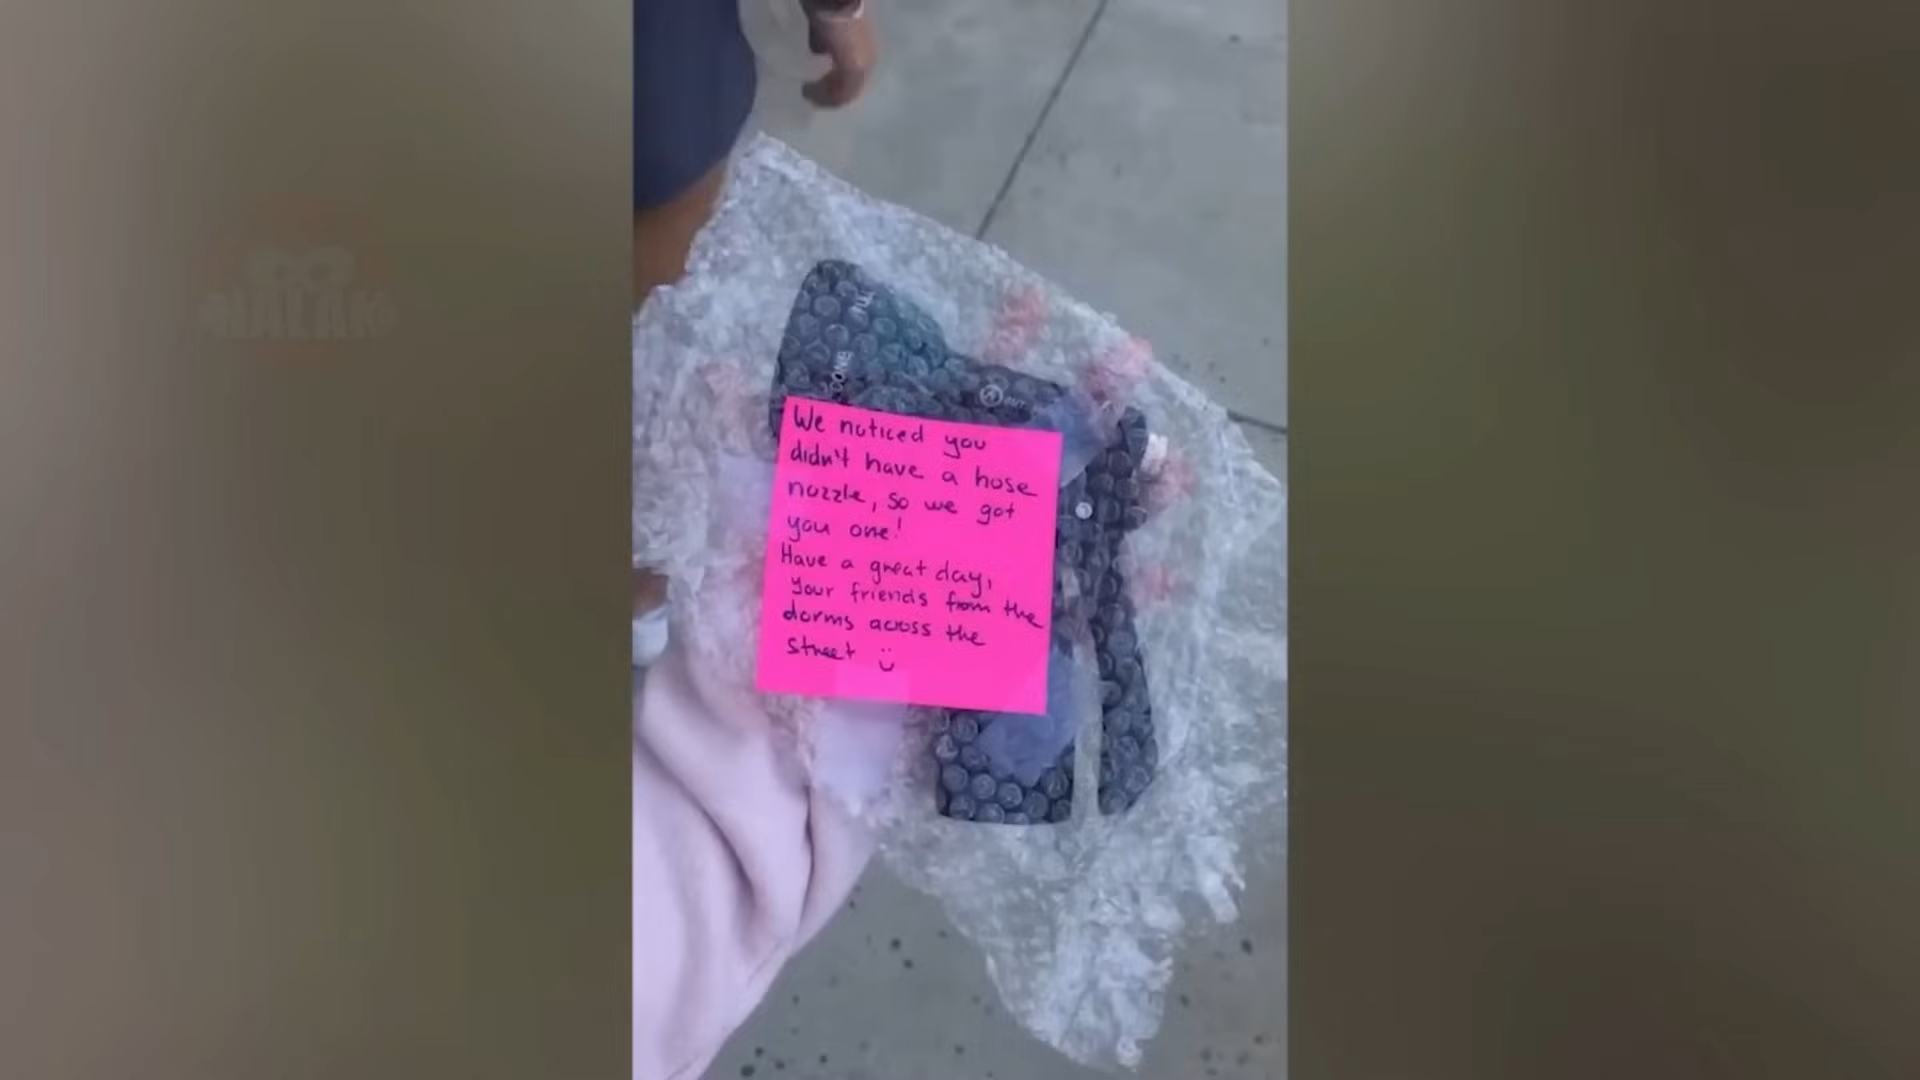 HALAK
We noticed you
didn't have a hose
nozzle, so we got
you one!
Have a great day,
your friends from the
dorms across the
street ü